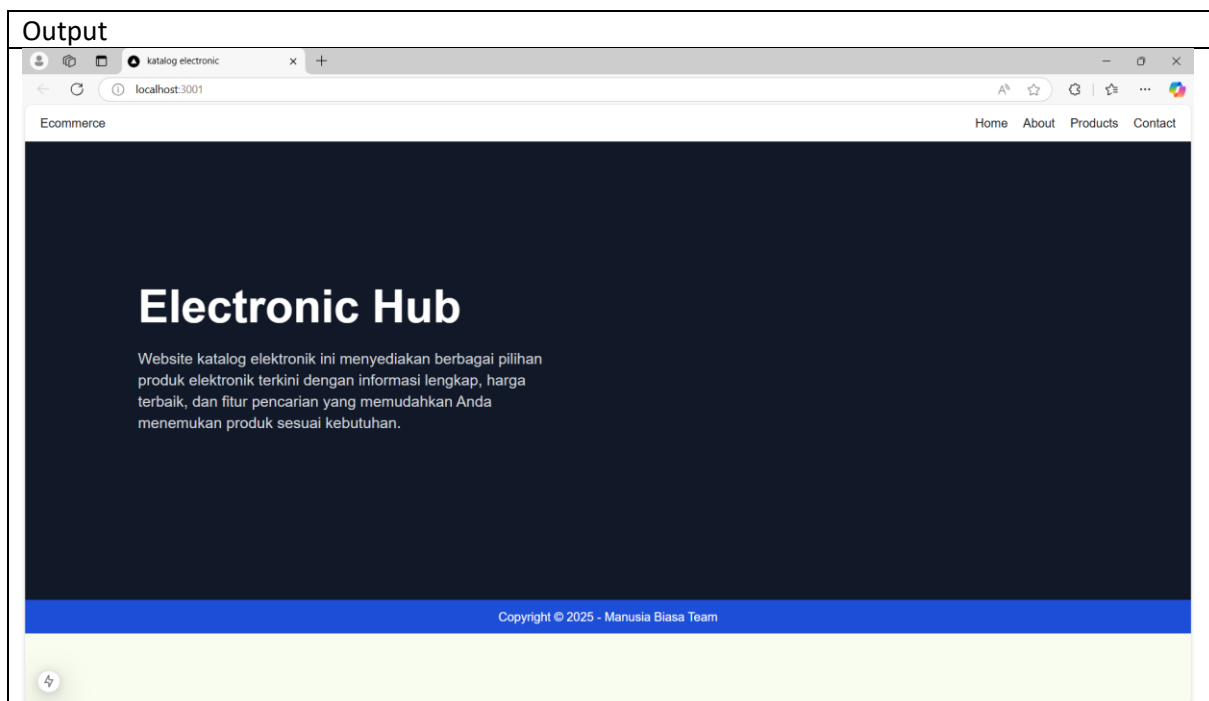 Output
katalog electronic
localhost:3001
Ecommerce
Home About Products Contact
Electronic Hub
Website katalog elektronik ini menyediakan berbagai pilihan
produk elektronik terkini dengan informasi lengkap, harga
terbaik, dan fitur pencarian yang memudahkan Anda
menemukan produk sesuai kebutuhan.
Copyright © 2025 - Manusia Biasa Team